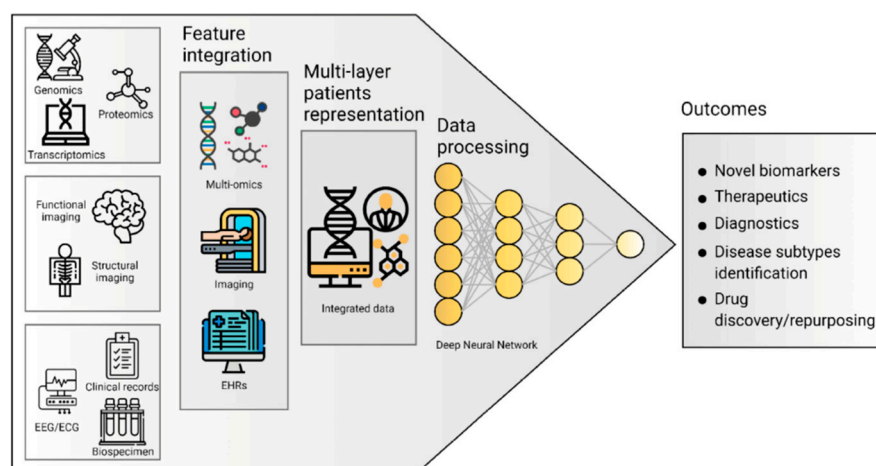 Genomics
Proteomics
Transcriptomics
Functional
imaging
Structural
imaging
Clinical records
EEG/ECG
Biospecimen
Feature
integration
Multi-omics
Imaging
EHRs
Multi-layer
patients
representation
Integrated data
Data
processing
Deep Neural Network
Outcomes
● Novel biomarkers
● Therapeutics
● Diagnostics
● Disease subtypes
identification
● Drug
discovery/repurposing